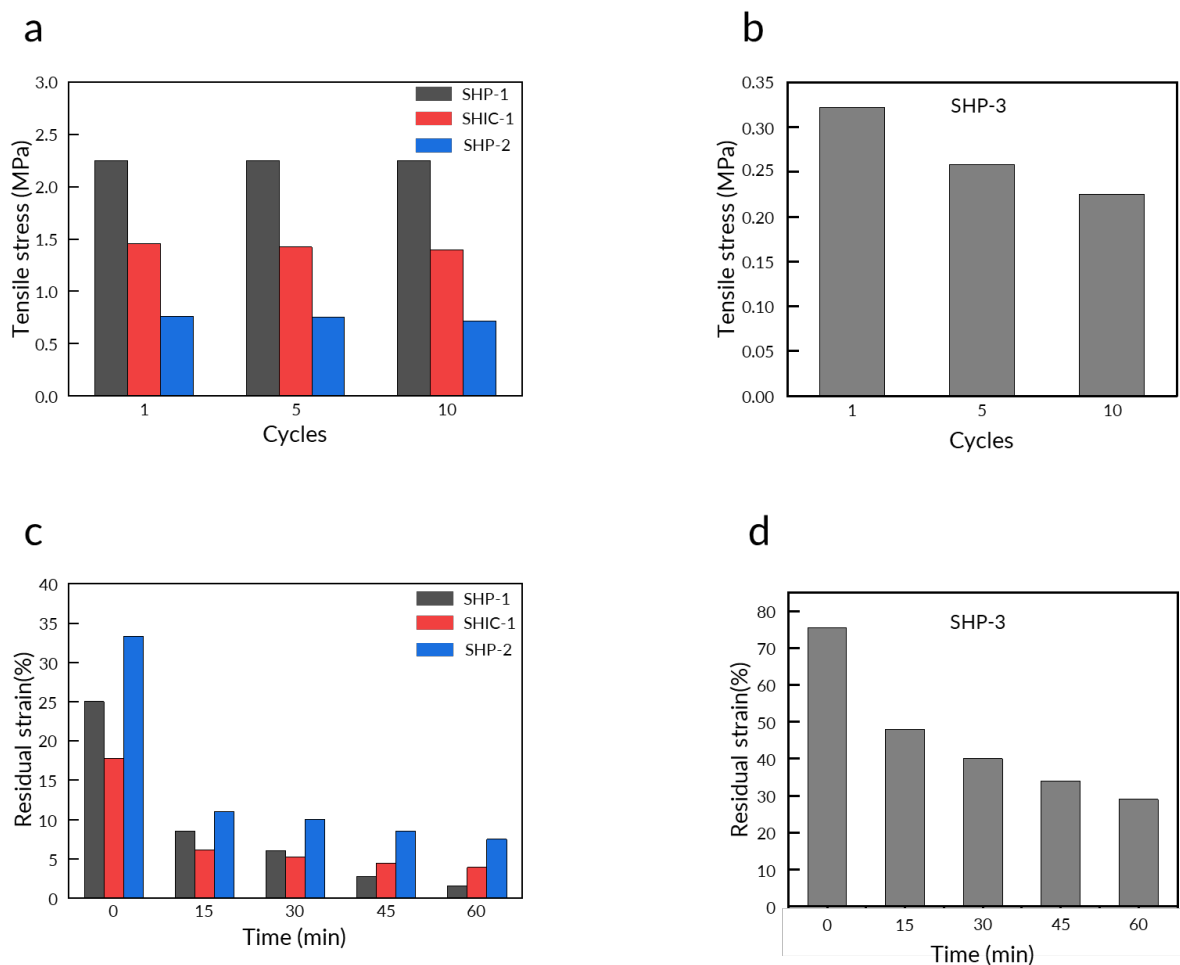 a
3.0
2.5
2.0
1.5
1.0
0.5
0.0
Tensile stress (MPa)
SHP-1
SHIC-1
SHP-2
1 5 10
Cycles
b
0.35
0.30
0.25
0.20
0.15
0.10
0.05
0.00
Tensile stress (MPa)
SHP-3
1 5 10
Cycles
c
40
35
30
25
20
15
10
5
0
Residual strain(%)
SHP-1
SHIC-1
SHP-2
0 15 30 45 60
Time (min)
d
80
70
60
50
40
30
20
10
0
Residual strain(%)
SHP-3
0 15 30 45 60
Time (min)